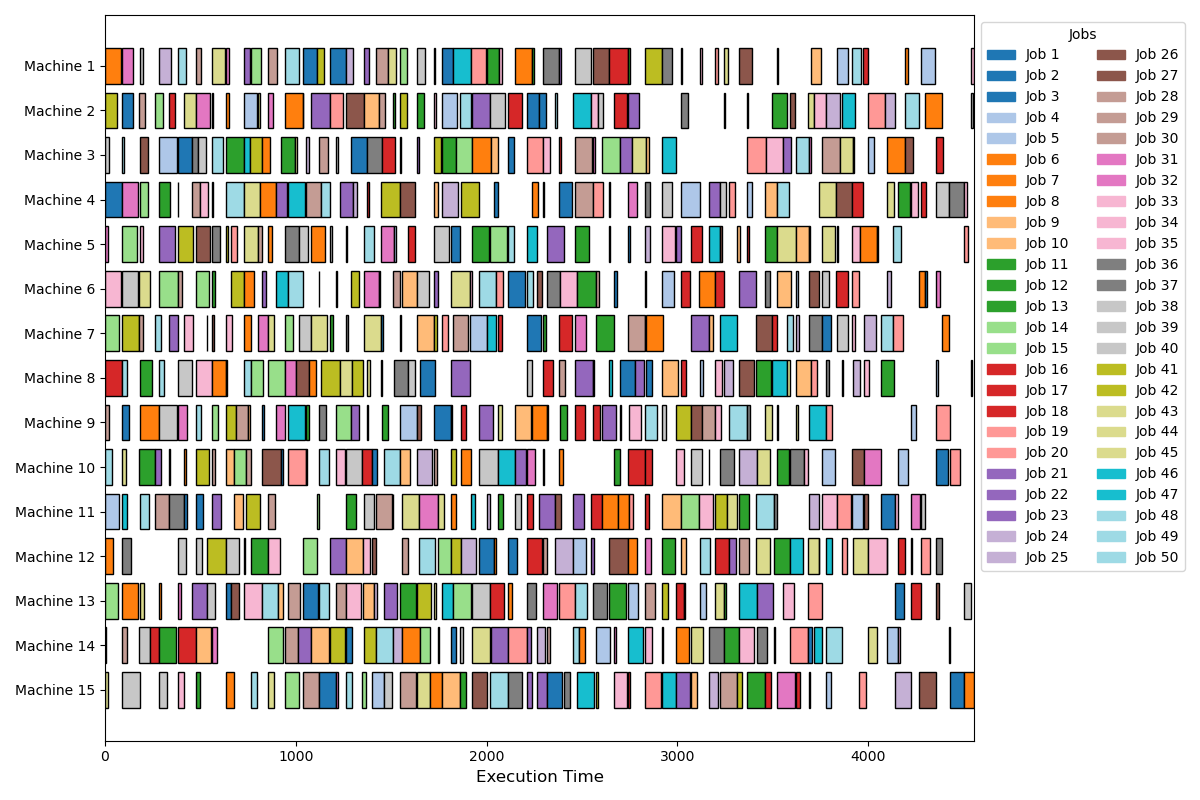 Machine 1
Machine 2
Machine 3
Machine 4
Machine 5
Machine 6
Machine 7
Machine 8
Machine 9
Machine 10
Machine 11
Machine 12
Machine 13
Machine 14
Machine 15
0 1000 2000 3000 4000
Execution Time
Jobs
Job 1
Job 2
Job 3
Job 4
Job 5
Job 6
Job 7
Job 8
Job 9
Job 10
Job 11
Job 12
Job 13
Job 14
Job 15
Job 16
Job 17
Job 18
Job 19
Job 20
Job 21
Job 22
Job 23
Job 24
Job 25
Job 26
Job 27
Job 28
Job 29
Job 30
Job 31
Job 32
Job 33
Job 34
Job 35
Job 36
Job 37
Job 38
Job 39
Job 40
Job 41
Job 42
Job 43
Job 44
Job 45
Job 46
Job 47
Job 48
Job 49
Job 50